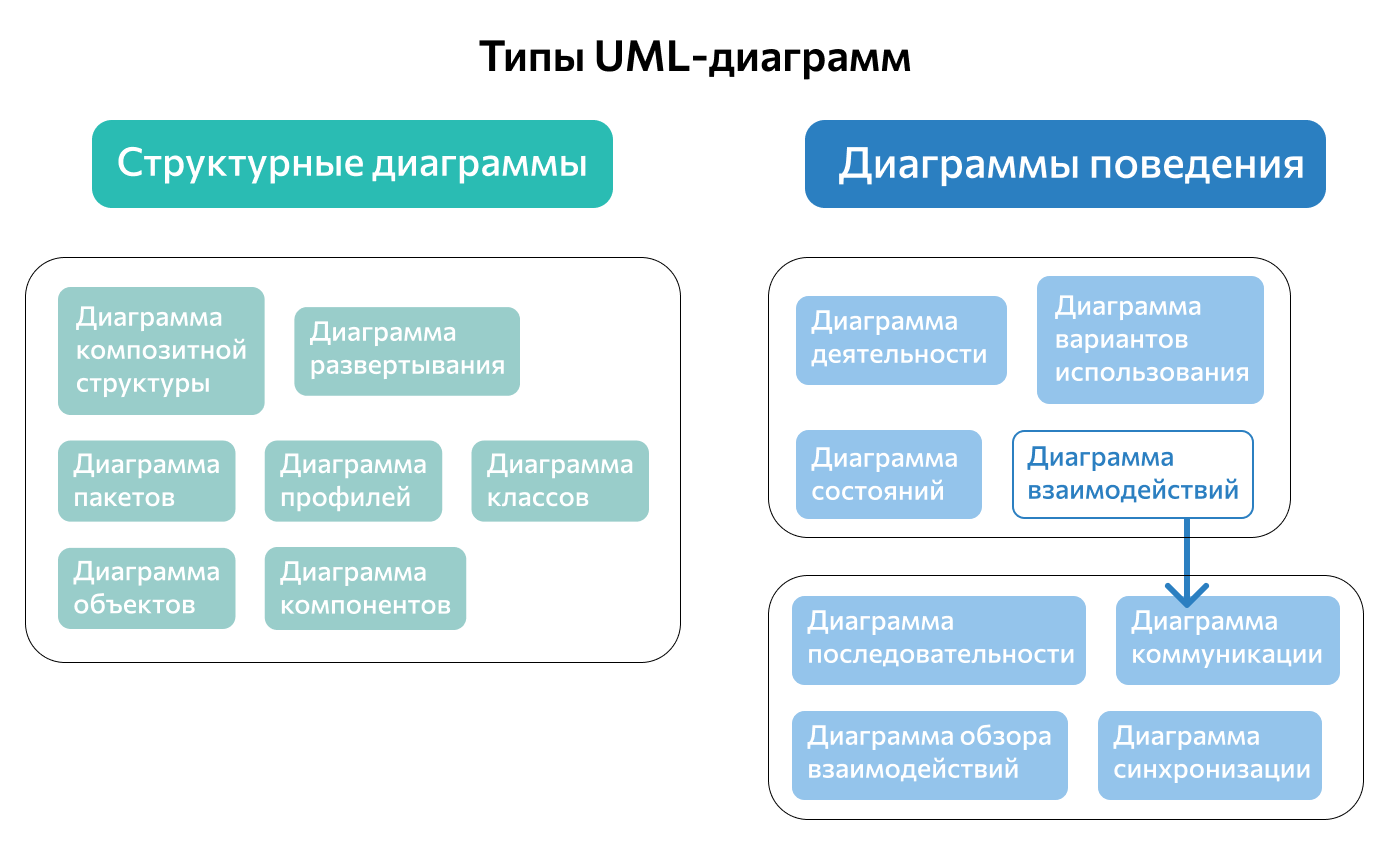 Типы UML-диаграмм
Структурные диаграммы
Диаграмма
композитной
структуры
Диаграмма
развертывания
Диаграмма
пакетов
Диаграмма
профилей
Диаграмма
классов
Диаграмма
объектов
Диаграмма
компонентов
Диаграммы поведения
Диаграмма
деятельности
Диаграмма
вариантов
использования
Диаграмма
состояний
Диаграмма
взаимодействий
Диаграмма
последовательности
Диаграмма
коммуникации
Диаграмма обзора
взаимодействий
Диаграмма
синхронизации